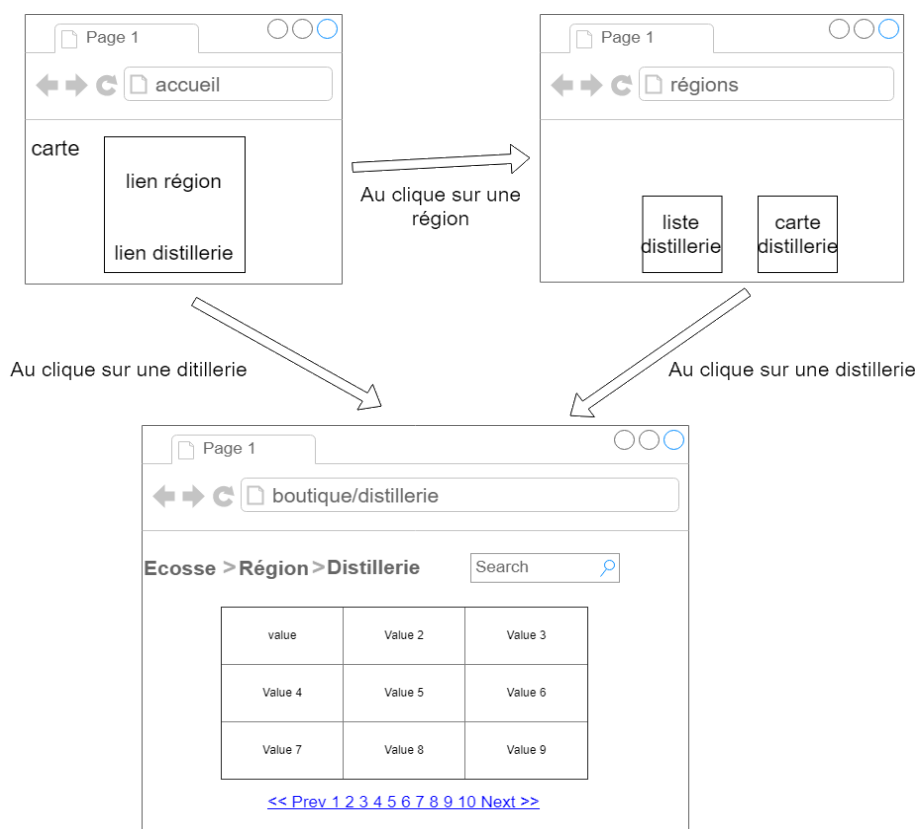 Page 1
accueil
carte
lien région
lien distillerie
Au clique sur une
région
Page 1
régions
liste
distillerie
carte
distillerie
Au clique sur une ditillerie
Au clique sur une distillerie
Page 1
boutique/distillerie
Ecosse >Région>Distillerie
Search
value
Value 2
Value 3
Value 4
Value 5
Value 6
Value 7
Value 8
Value 9
<< Prev 1 2 3 4 5 6 7 8 9 10 Next >>